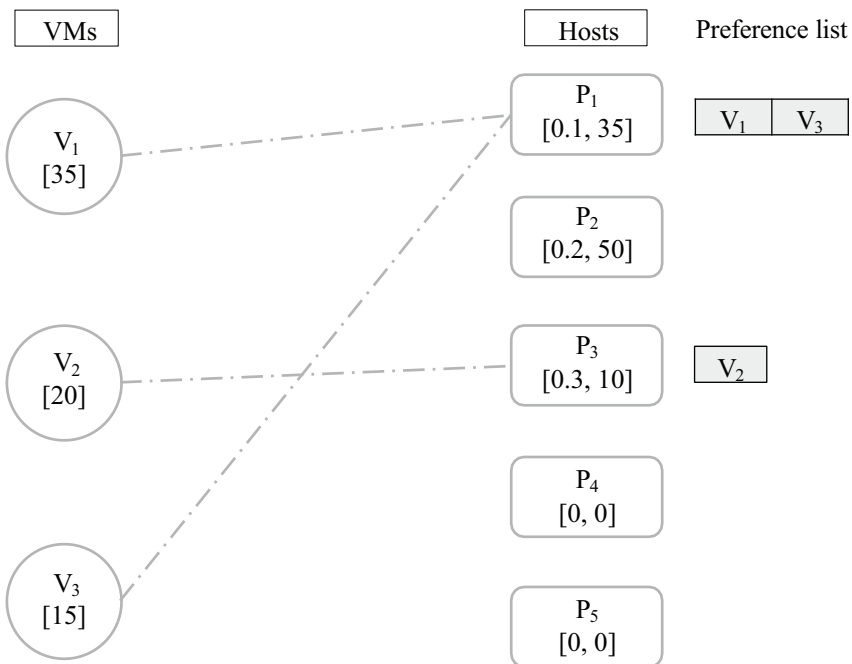 VMs
Hosts
Preference list
V₁
[35]
P₁
[0.1, 35]
V₁ V₃
P₂
[0.2, 50]
V₂
[20]
P₃
[0.3, 10]
V₂
P₄
[0, 0]
V₃
[15]
P₅
[0, 0]